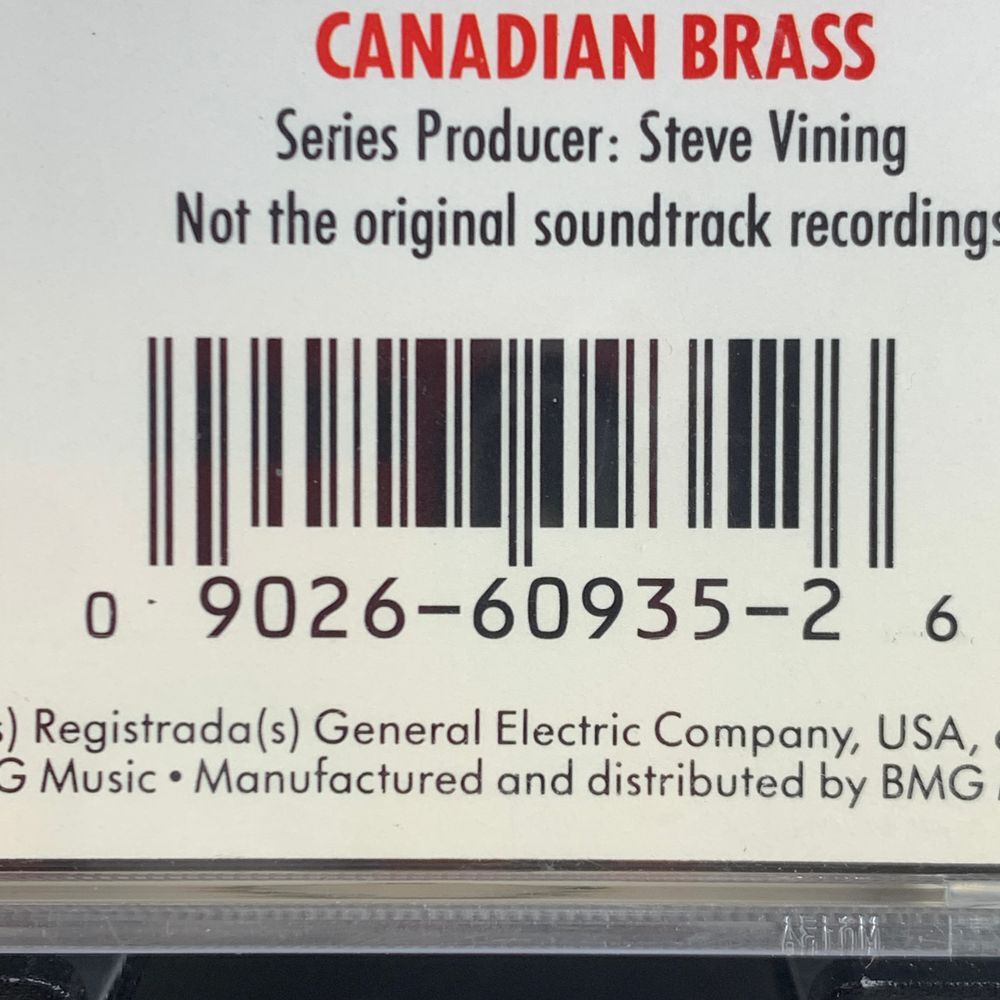 CANADIAN BRASS
Series Producer: Steve Vining
Not the original soundtrack recordings
0 9026-60935-2 6
Registrada(s) General Electric Company, USA,
Music • Manufactured and distributed by BMG